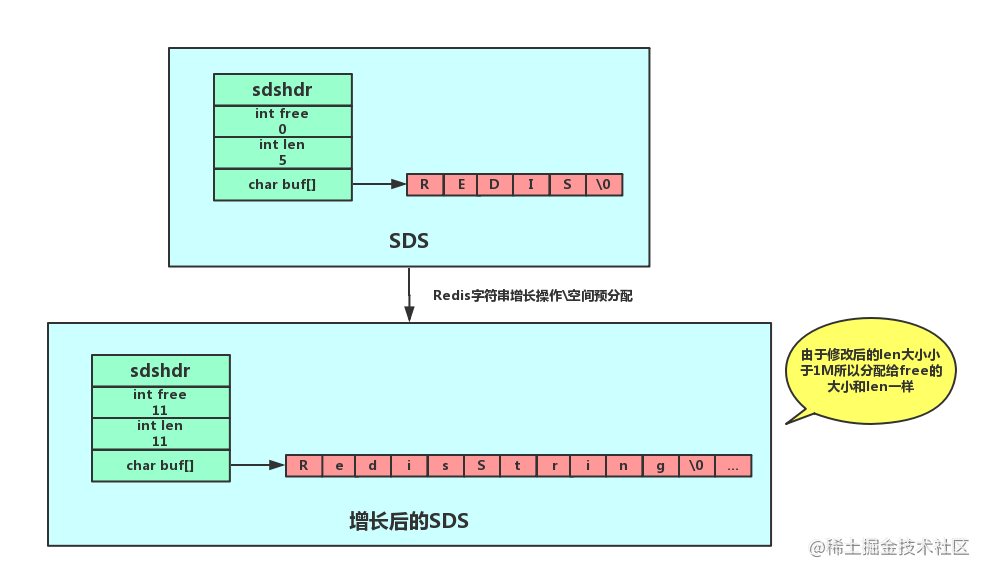 sdshdr
int free
0
int len
5
char buf[]
R E D I S \0
SDS
Redis字符串增长操作\空间预分配
sdshdr
int free
11
int len
11
char buf[]
R e d i s S t r i n g \0 ...
增长后的SDS
由于修改后的len大小小
于1M所以分配给free的
大小和len一样
@稀土掘金技术社区